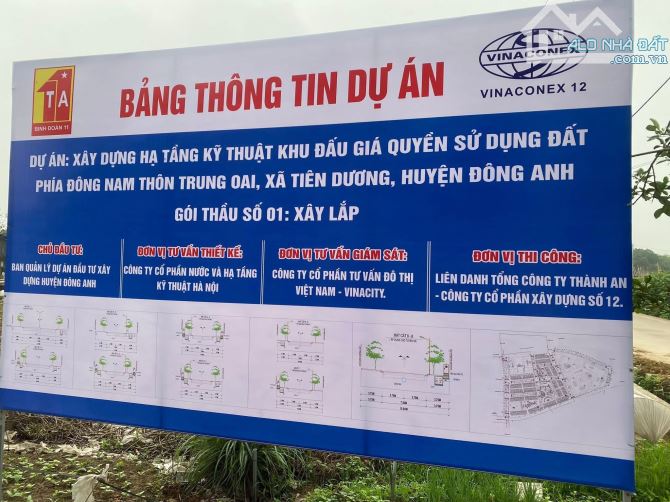 ALO NHÀ ĐẤT
.com.vn
TA
BINH ĐOÀN 11
BẢNG THÔNG TIN DỰ ÁN
VINACONEX
VINACONEX 12
DỰ ÁN: XÂY DỰNG HẠ TẦNG KỸ THUẬT KHU ĐẤU GIÁ QUYỀN SỬ DỤNG ĐẤT
PHÍA ĐÔNG NAM THÔN TRUNG OAI, XÃ TIÊN DƯƠNG, HUYỆN ĐÔNG ANH
GÓI THẦU SỐ 01: XÂY LẮP
CHỦ ĐẦU TƯ:
BAN QUẢN LÝ DỰ ÁN ĐẦU TƯ XÂY
DỰNG HUYỆN ĐÔNG ANH
ĐƠN VỊ TƯ VẤN THIẾT KẾ:
CÔNG TY CỔ PHẦN NƯỚC VÀ HẠ TẦNG
KỸ THUẬT HÀ NỘI
ĐƠN VỊ TƯ VẤN GIÁM SÁT:
CÔNG TY CỔ PHẦN TƯ VẤN ĐÔ THỊ
VIỆT NAM - VINACITY.
ĐƠN VỊ THI CÔNG:
LIÊN DANH TỔNG CÔNG TY THÀNH AN
- CÔNG TY CỔ PHẦN XÂY DỰNG SỐ 12.